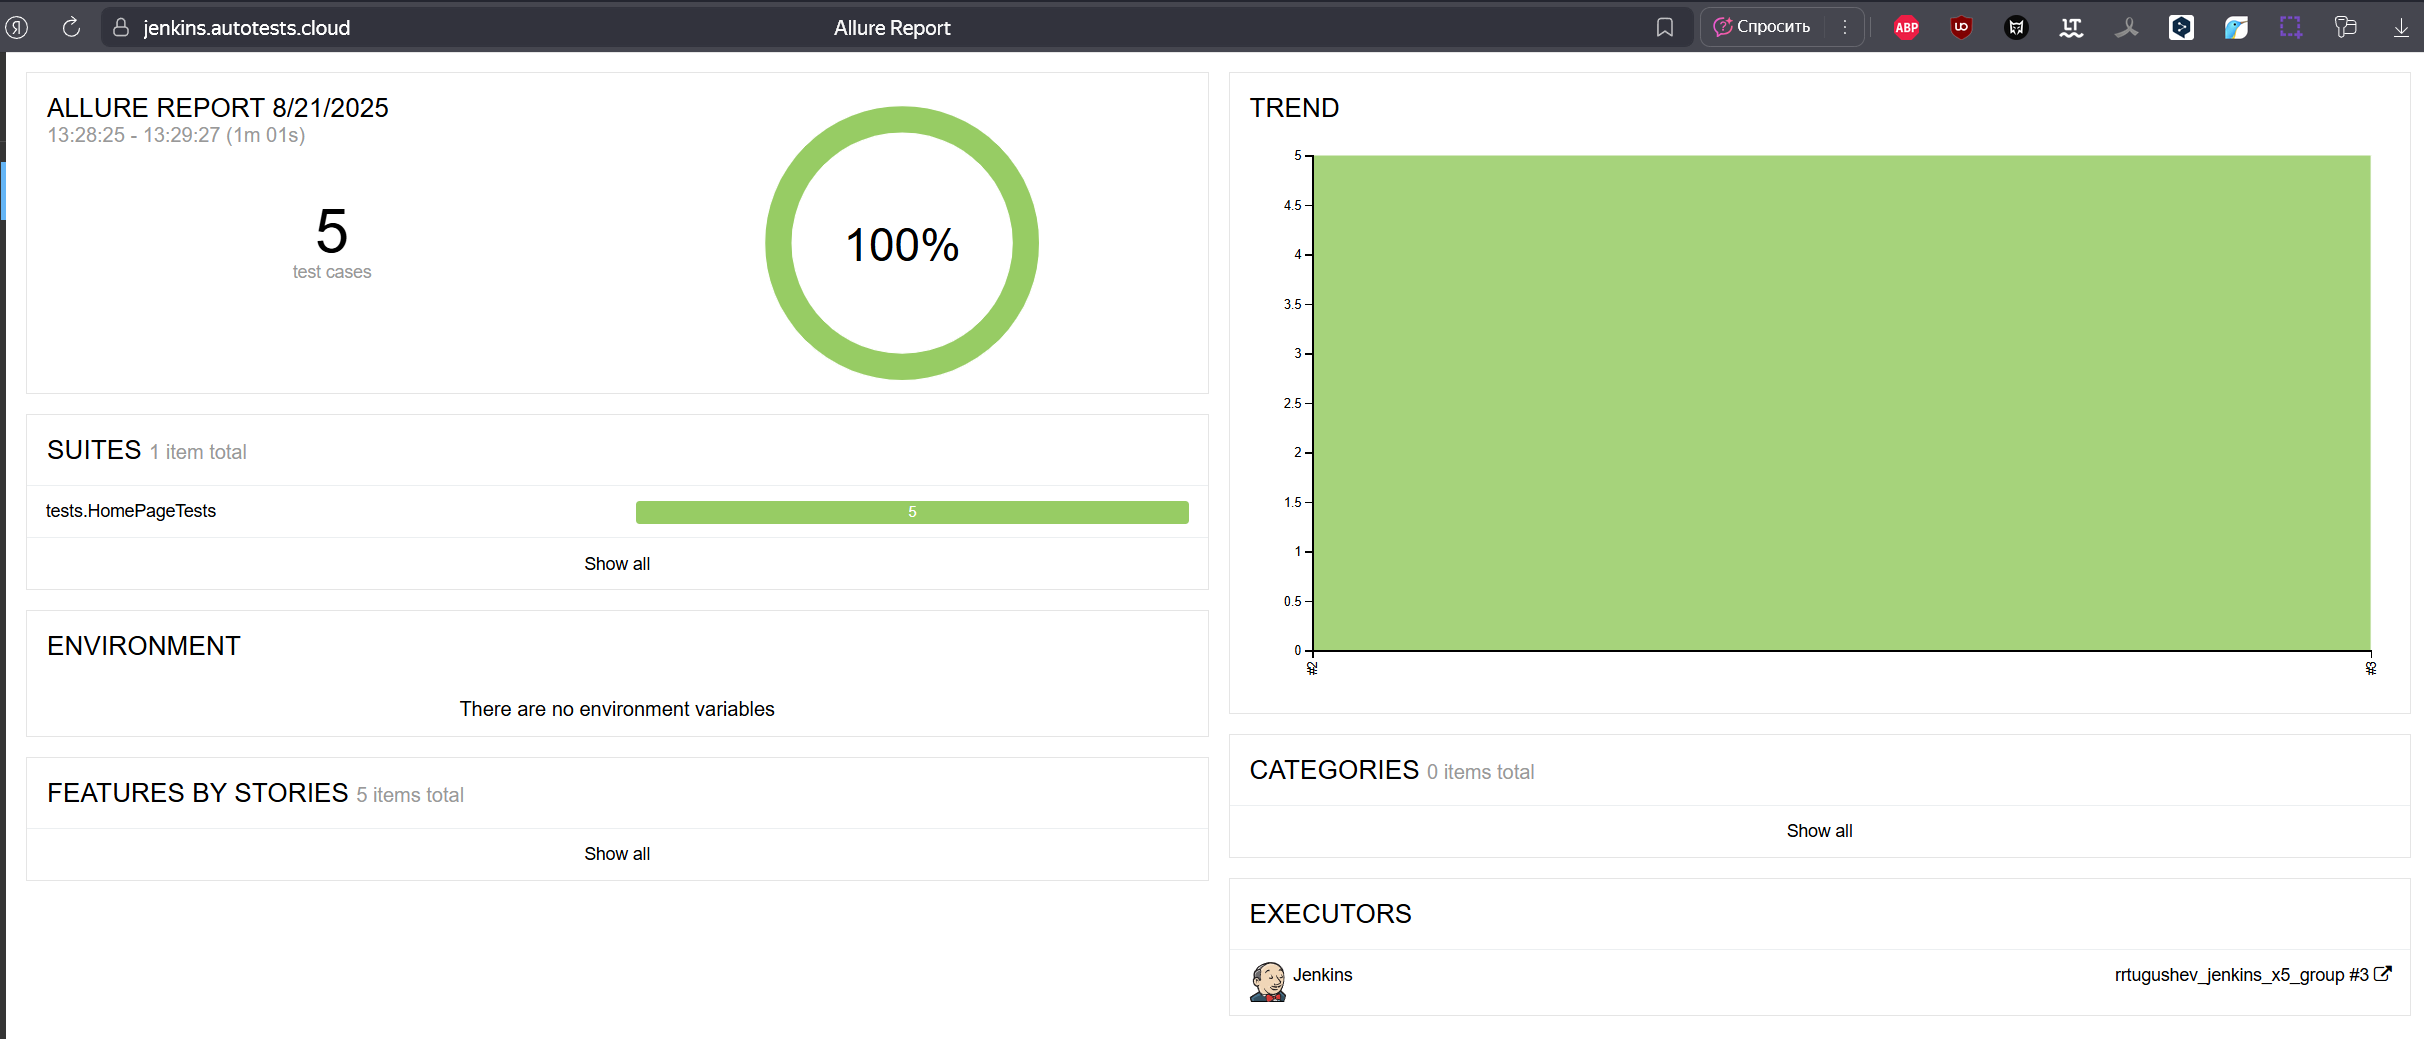 jenkins.autotests.cloud
Allure Report
Спросить
ABP
ALLURE REPORT 8/21/2025
13:28:25 - 13:29:27 (1m 01s)
5
test cases
100%
SUITES 1 item total
tests.HomePageTests
5
Show all
ENVIRONMENT
There are no environment variables
FEATURES BY STORIES 5 items total
Show all
TREND
5
4.5
4
3.5
3
2.5
2
1.5
1
0.5
0
#2
#3
CATEGORIES 0 items total
Show all
EXECUTORS
Jenkins
rrtugushev_jenkins_x5_group #3